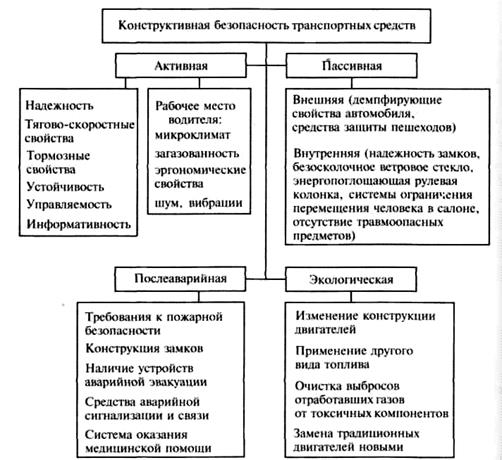 Конструктивная безопасность транспортных средств
Активная
Пассивная
Надежность
Тягово-скоростные
свойства
Тормозные
свойства
Устойчивость
Управляемость
Информативность
Рабочее место
водителя:
микроклимат
загазованность
эргономические
свойства
шум, вибрации
Внешняя (демпфирующие
свойства автомобиля,
средства защиты пешеходов)
Внутренняя (надежность замков,
безосколочное ветровое стекло,
энергопоглощающая рулевая
колонка, системы ограничения
перемещения человека в салоне,
отсутствие травмоопасных
предметов)
Послеаварийная
Экологическая
Требования к пожарной
безопасности
Конструкция замков
Наличие устройств
аварийной эвакуации
Средства аварийной
сигнализации и связи
Система оказания
медицинской помощи
Изменение конструкции
двигателей
Применение другого
вида топлива
Очистка выбросов
отработавших газов
от токсичных компонентов
Замена традиционных
двигателей новыми